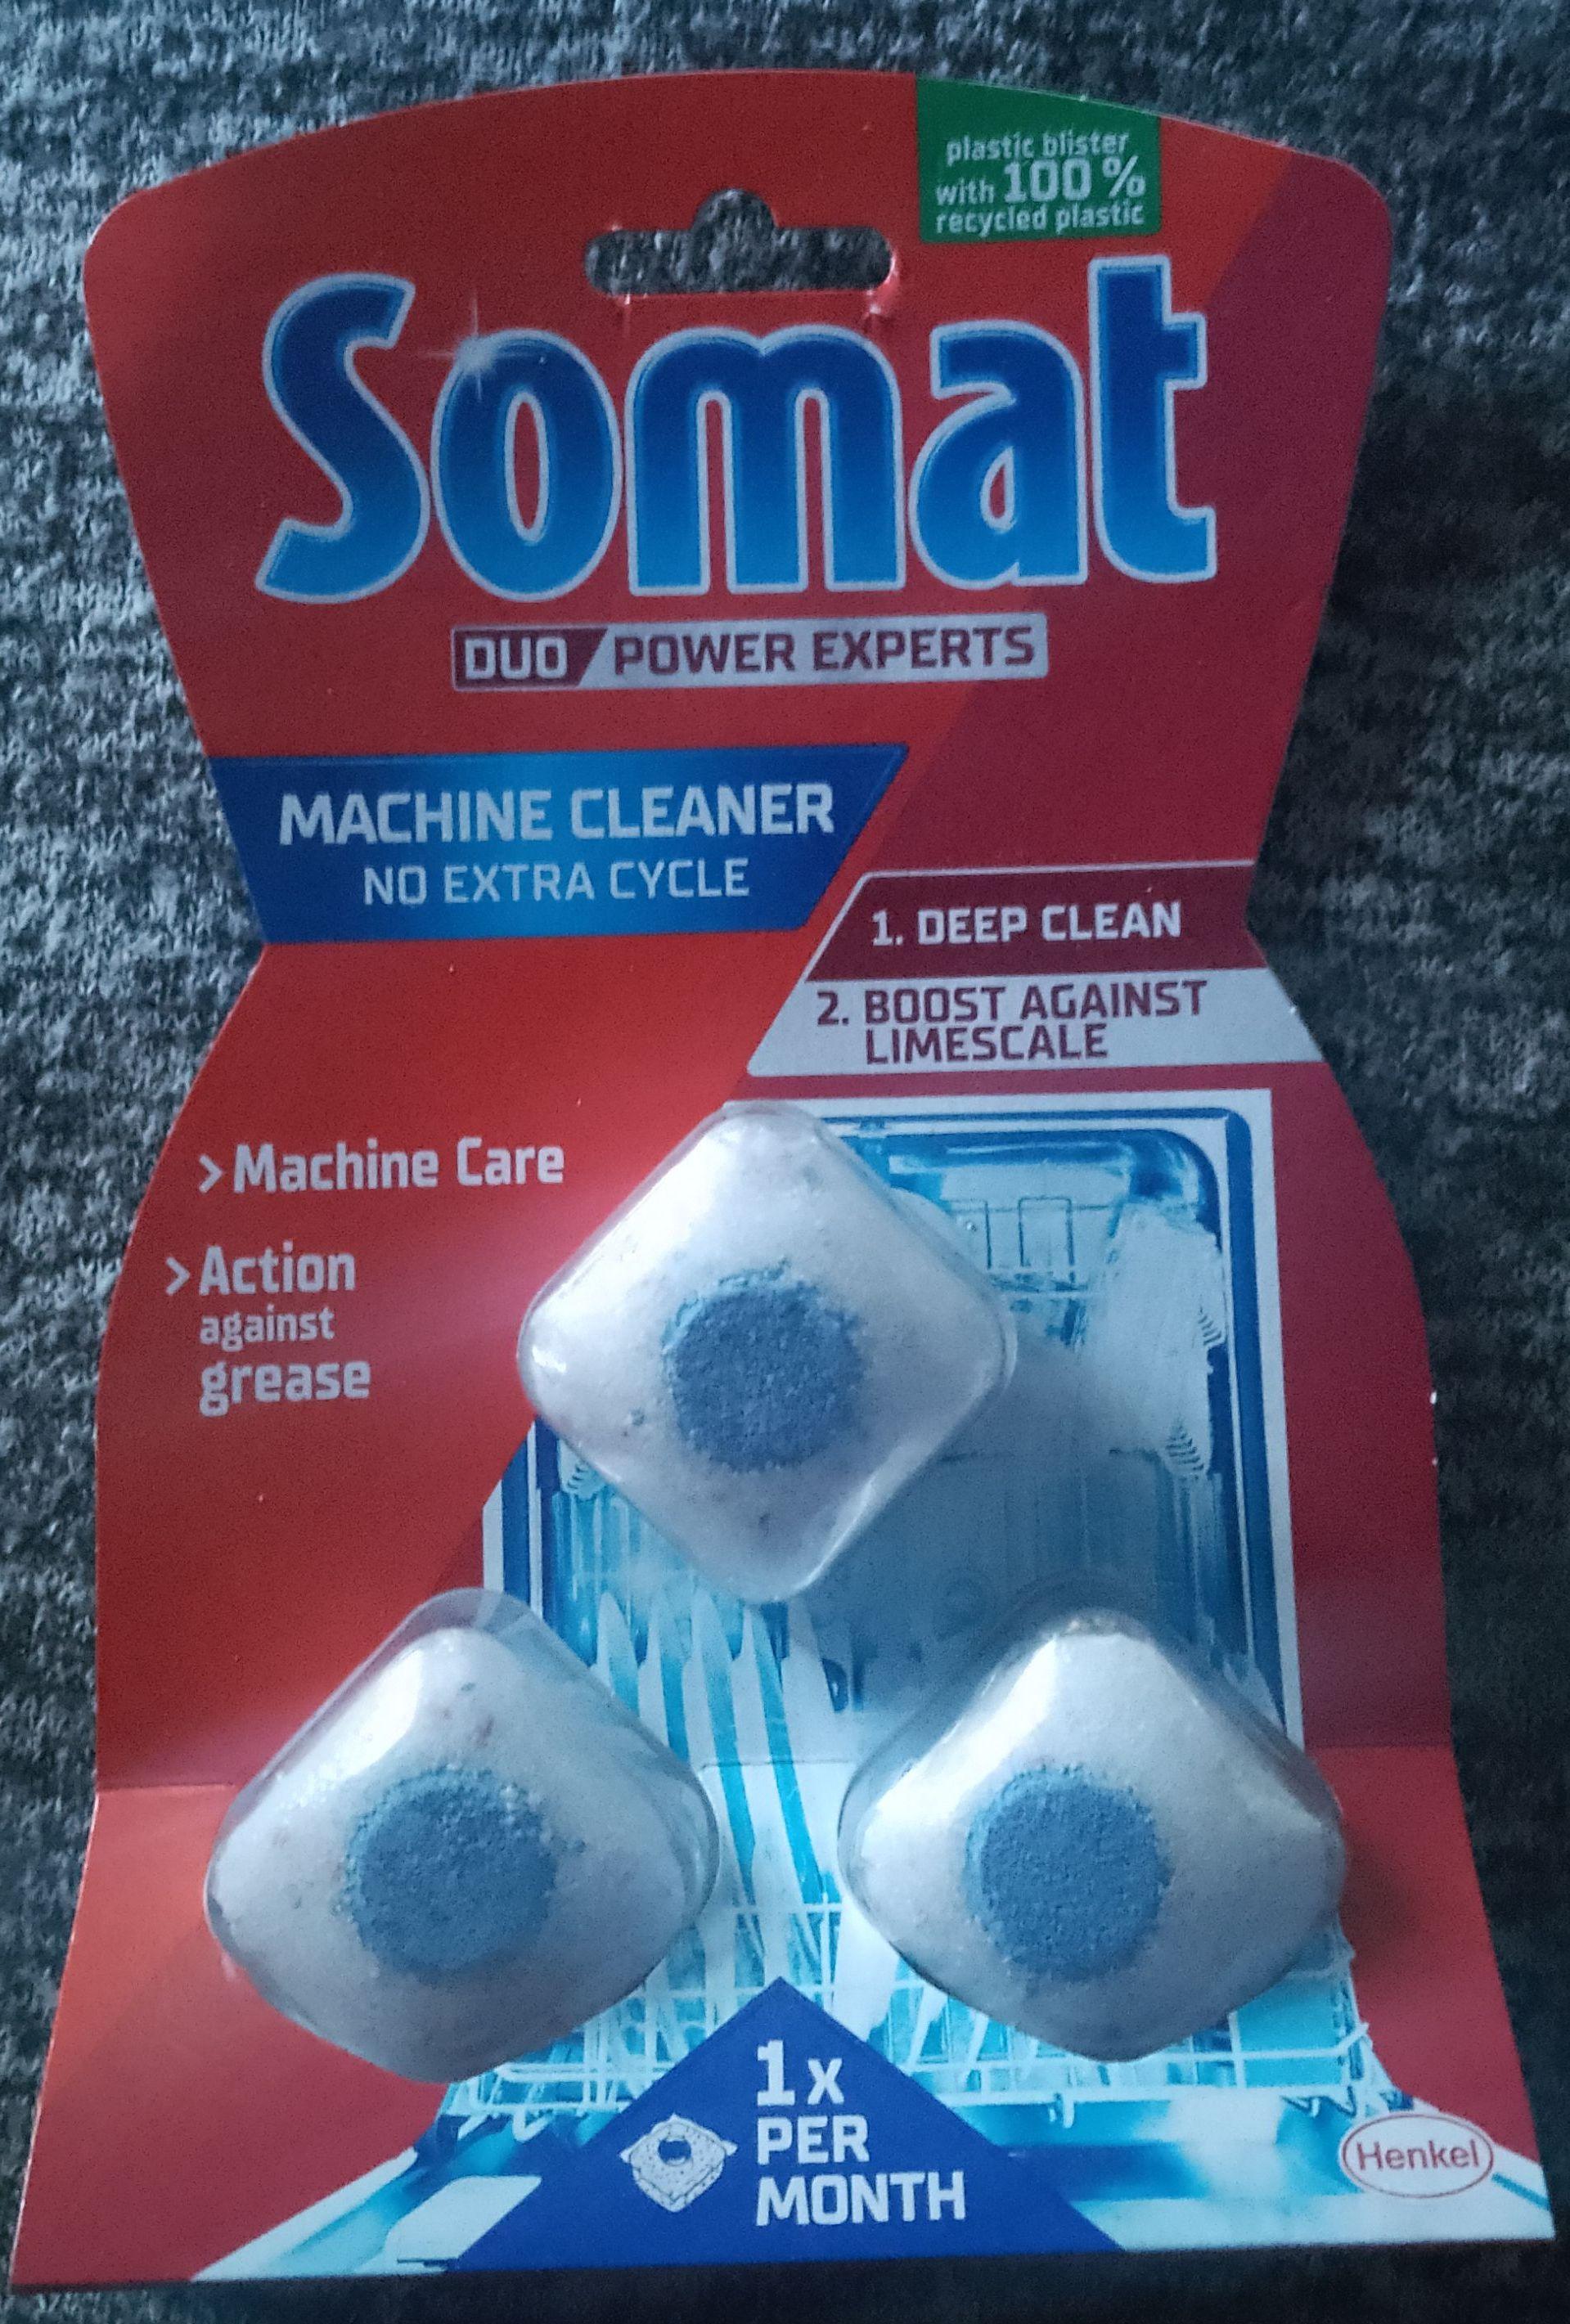 plastic blister
with 100 %
recycled plastic
Somat
DUO POWER EXPERTS
MACHINE CLEANER
NO EXTRA CYCLE
1. DEEP CLEAN
2. BOOST AGAINST
LIMESCALE
> Machine Care
> Action
against
grease
1x
PER
MONTH
Henkel